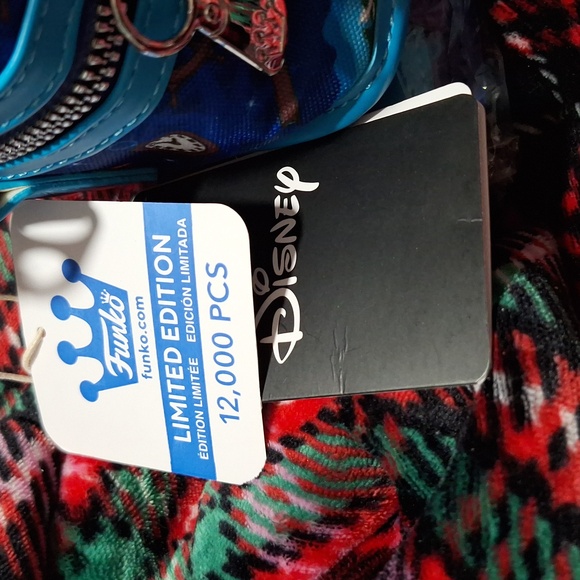 Funko
funko.com
LIMITED EDITION
ÉDITION LIMITÉE EDICIÓN LIMITADA
12,000 PCS
Disney